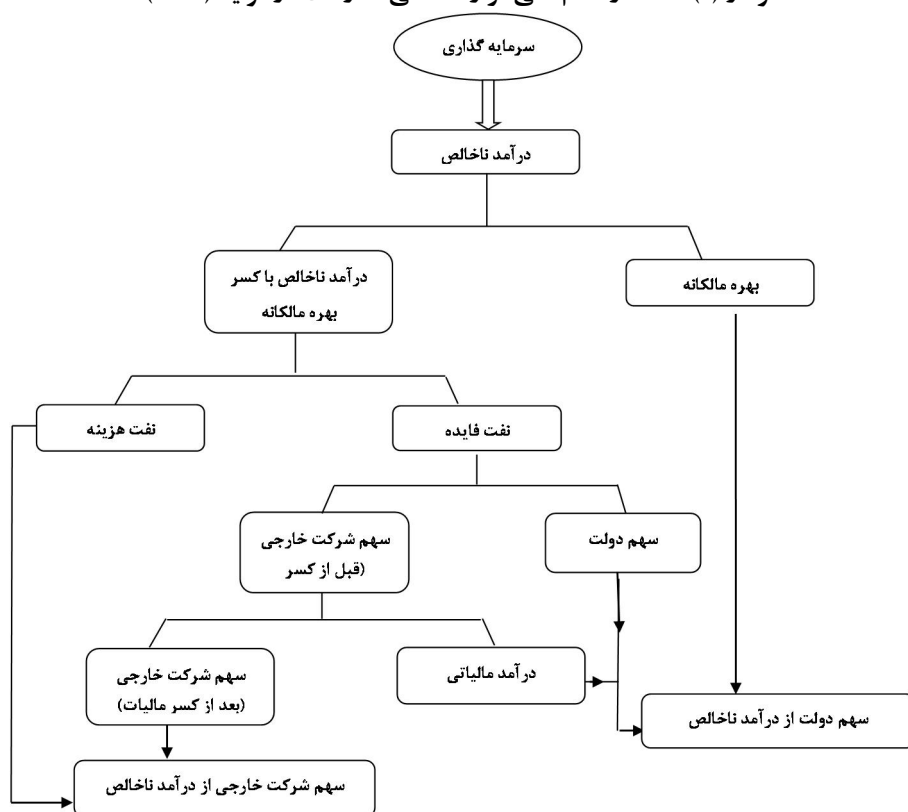 سرمایه گذاری
درآمد ناخالص
درآمد ناخالص با کسر
بهره مالکانه
بهره مالکانه
نفت هزینه
نفت فایده
سهم شرکت خارجی
(قبل از کسر
سهم دولت
سهم شرکت خارجی
(بعد از کسر مالیات)
درآمد مالیاتی
سهم دولت از درآمد ناخالص
سهم شرکت خارجی از درآمد ناخالص